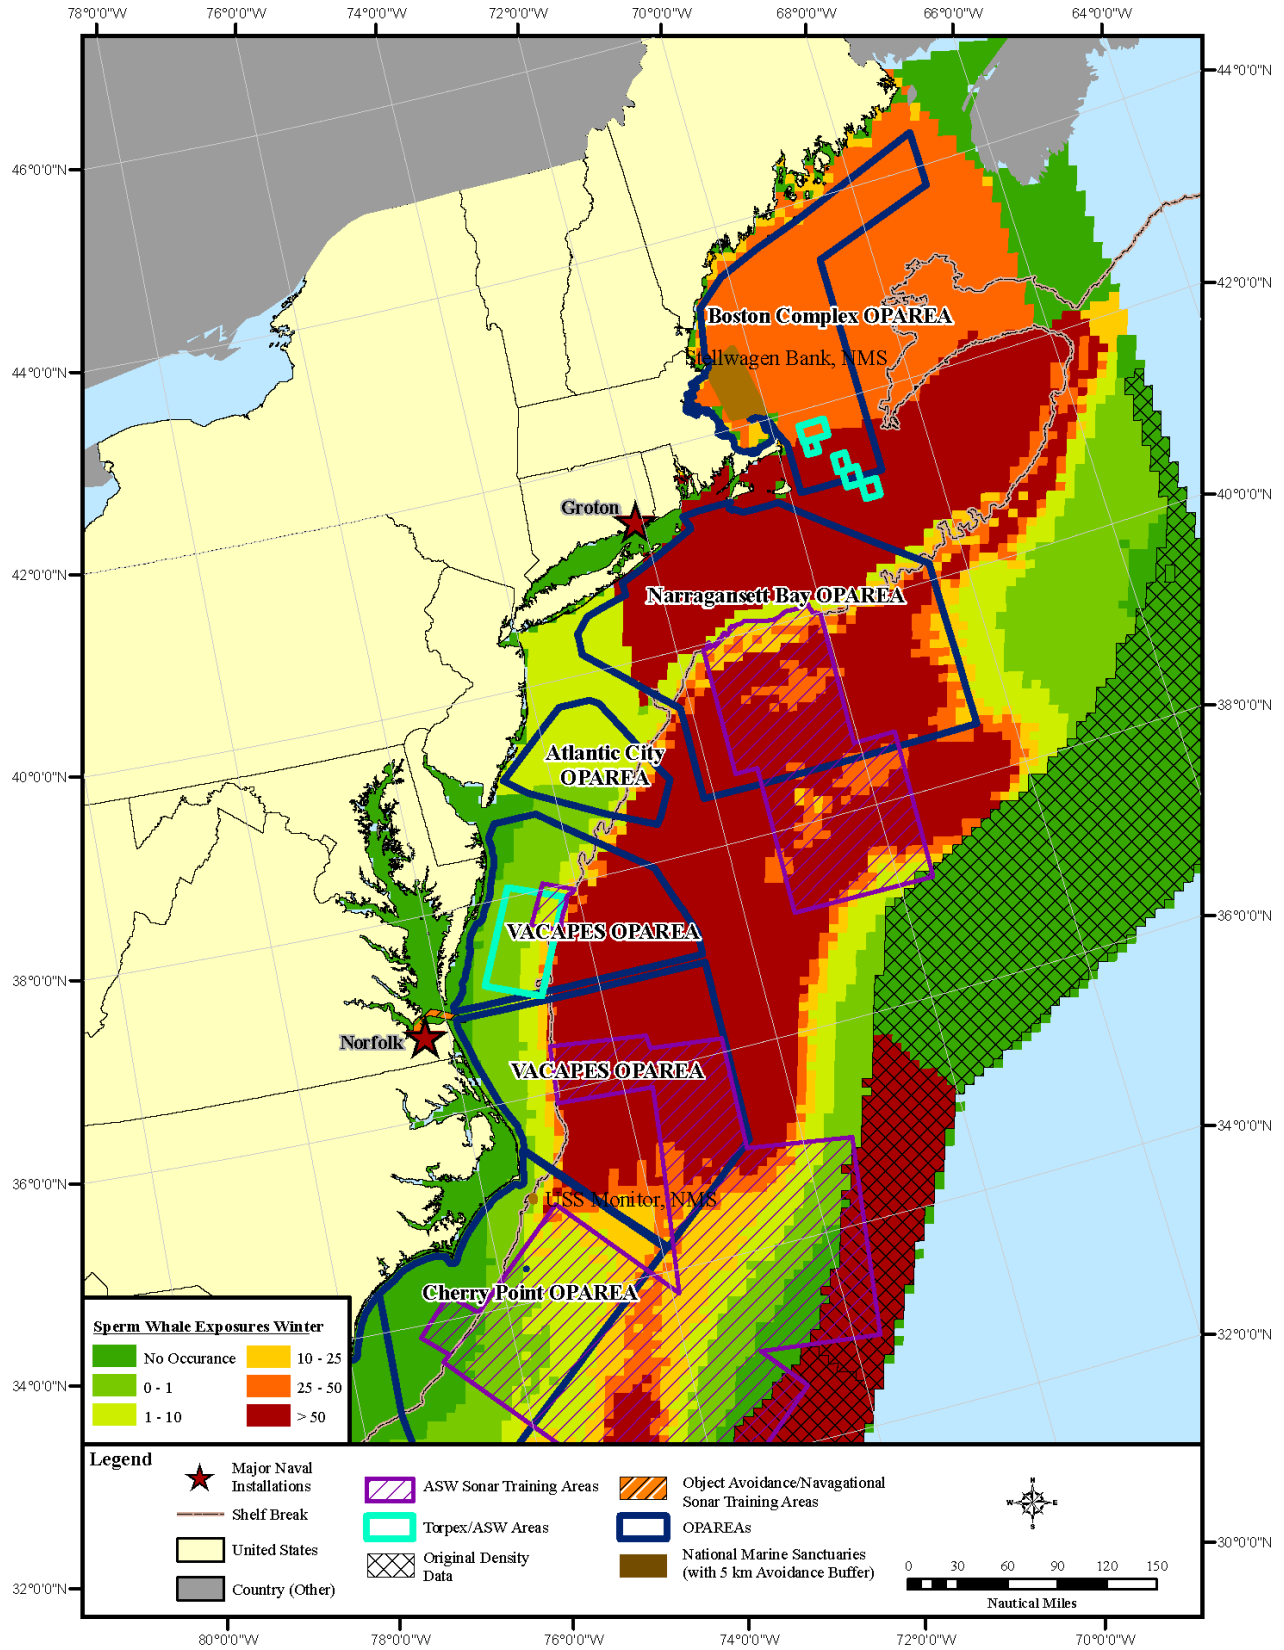 78°0'0"W 76°0'0"W 74°0'0"W 72°0'0"W 70°0'0"W 68°0'0"W 66°0'0"W 64°0'0"W
44°0'0"N
46°0'0"N
42°0'0"N
Boston Complex OPAREA
Stellwagen Bank, NMS
44°0'0"N
40°0'0"N
Groton
42°0'0"N
Narragansett Bay OPAREA
38°0'0"N
Atlantic City
OPAREA
40°0'0"N
36°0'0"N
VACAPES OPAREA
38°0'0"N
Norfolk
VACAPES OPAREA
34°0'0"N
36°0'0"N
USS Monitor, NMS
Cherry Point OPAREA
32°0'0"N
Sperm Whale Exposures Winter
No Occurance 10 - 25
0 - 1 25 - 50
1 - 10 > 50
34°0'0"N
Legend
Major Naval
Installations
Shelf Break
United States
Country (Other)
ASW Sonar Training Areas
Torpex/ASW Areas
Original Density
Data
Object Avoidance/Navagational
Sonar Training Areas
OPAREAs
National Marine Sanctuaries
(with 5 km Avoidance Buffer)
N
W E
S
0 30 60 90 120 150
Nautical Miles
30°0'0"N
32°0'0"N
80°0'0"W 78°0'0"W 76°0'0"W 74°0'0"W 72°0'0"W 70°0'0"W